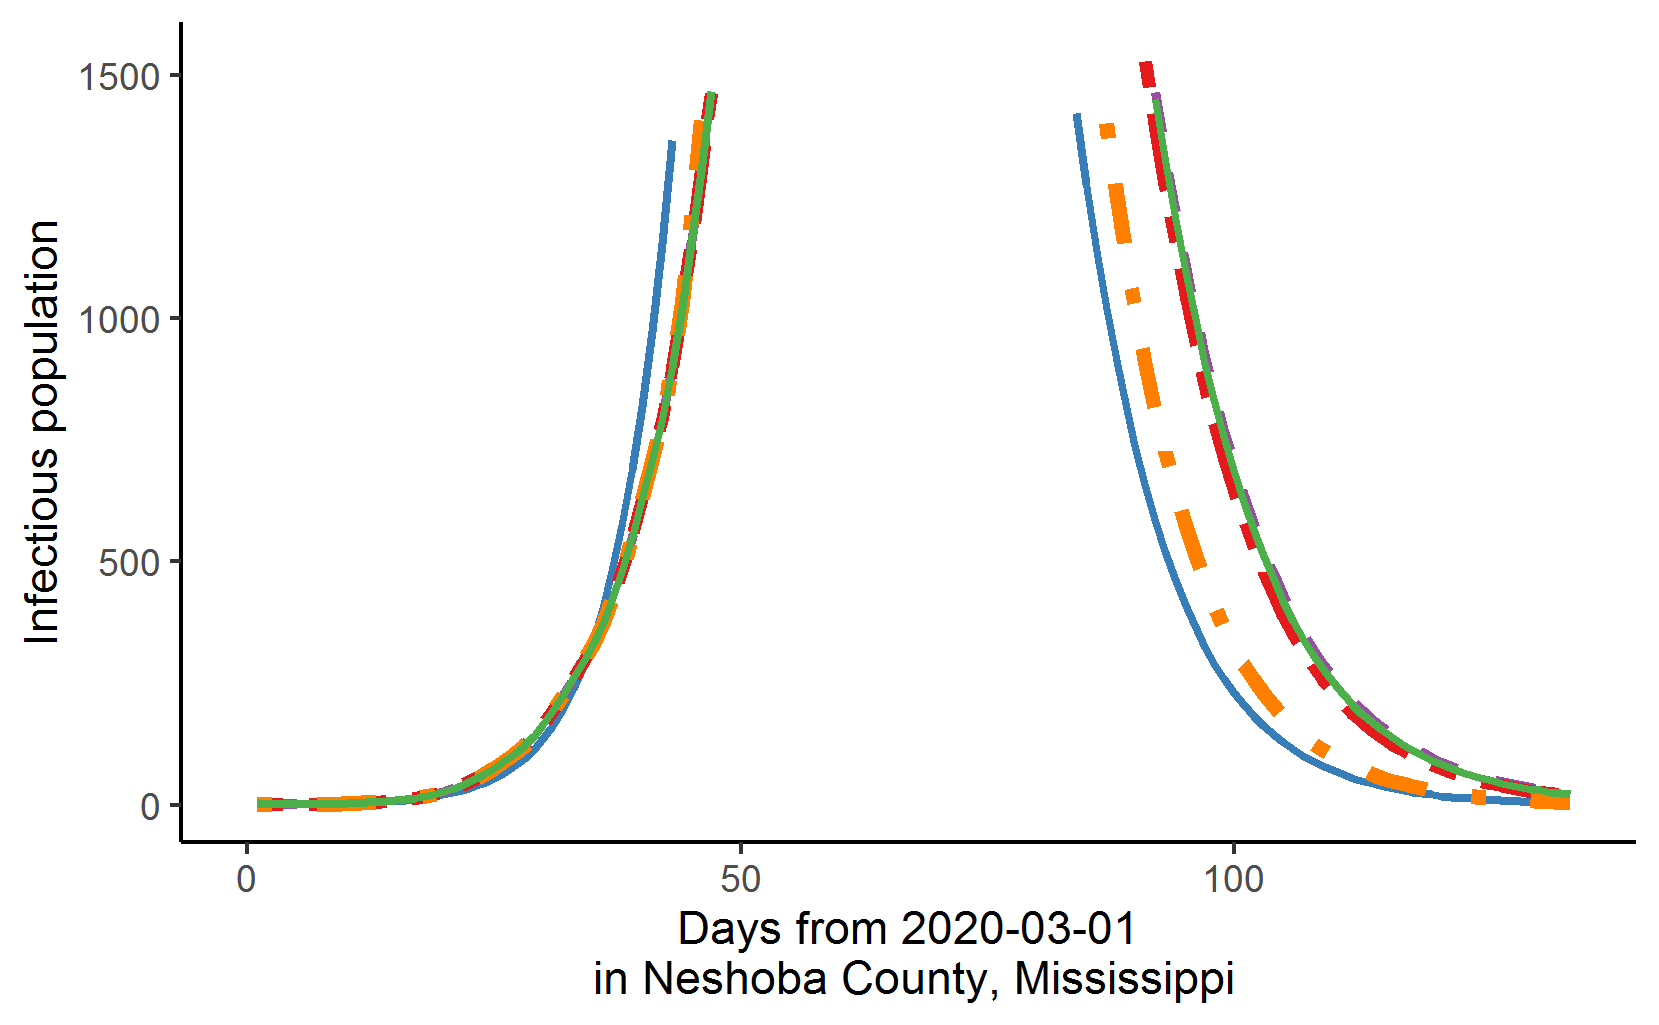 1500
1000
500
0
Infectious population
0 50 100
Days from 2020-03-01
in Neshoba County, Mississippi